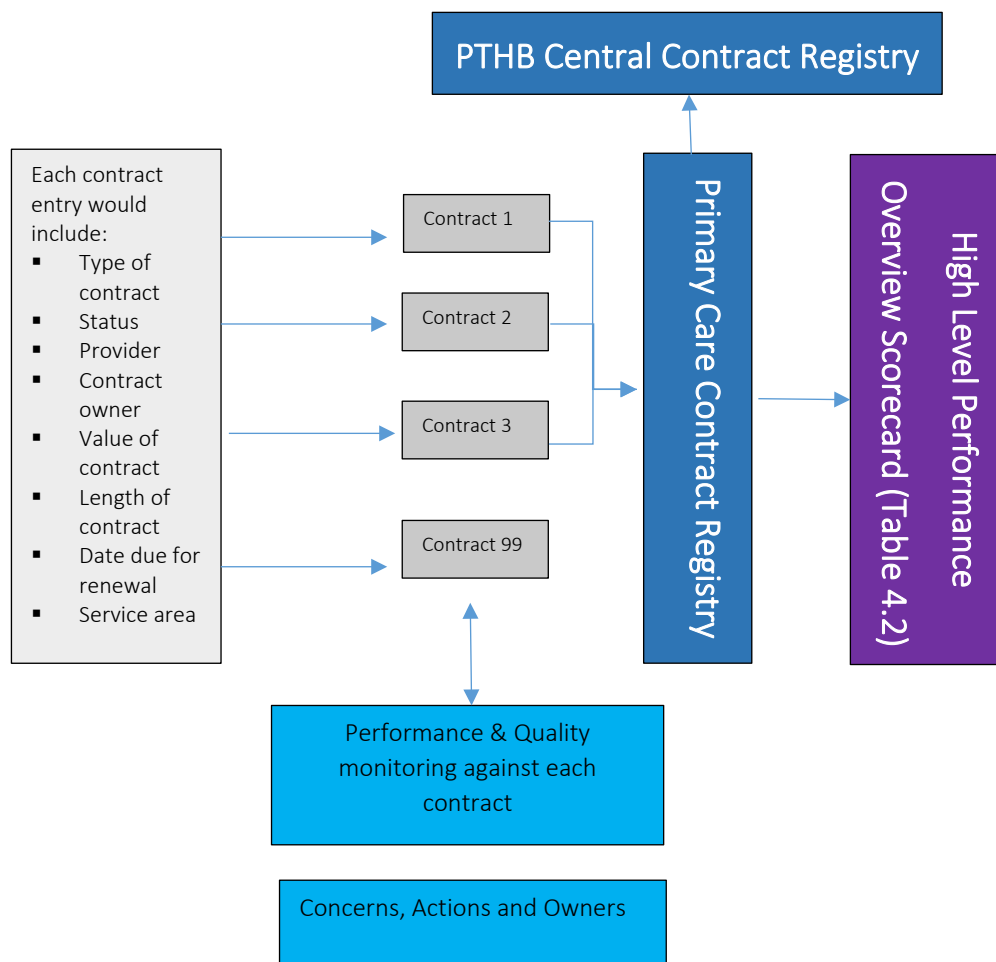 PTHB Central Contract Registry
Each contract
entry would
include:
▪ Type of
contract
▪ Status
▪ Provider
▪ Contract
owner
▪ Value of
contract
▪ Length of
contract
▪ Date due for
renewal
▪ Service area
Contract 1
Contract 2
Contract 3
Contract 99
Primary Care Contract Registry
High Level Performance
Overview Scorecard (Table 4.2)
Performance & Quality
monitoring against each
contract
Concerns, Actions and Owners